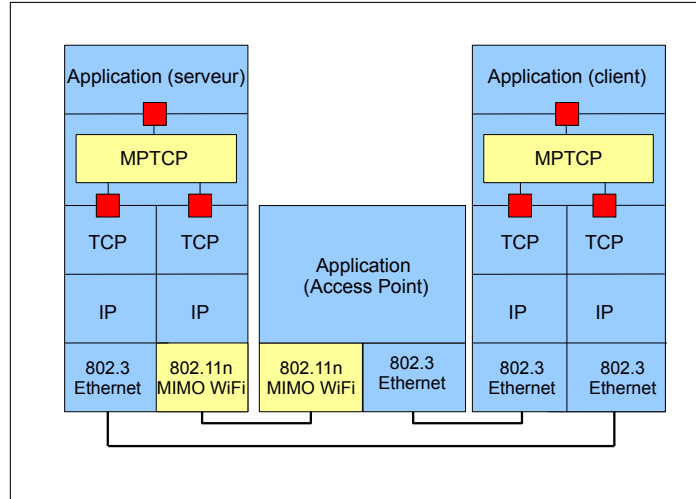 Application (serveur)
MPTCP
TCP
TCP
IP
IP
802.3
Ethernet
802.11n
MIMO WiFi
Application
(Access Point)
802.11n
MIMO WiFi
802.3
Ethernet
Application (client)
MPTCP
TCP
TCP
IP
IP
802.3
Ethernet
802.3
Ethernet